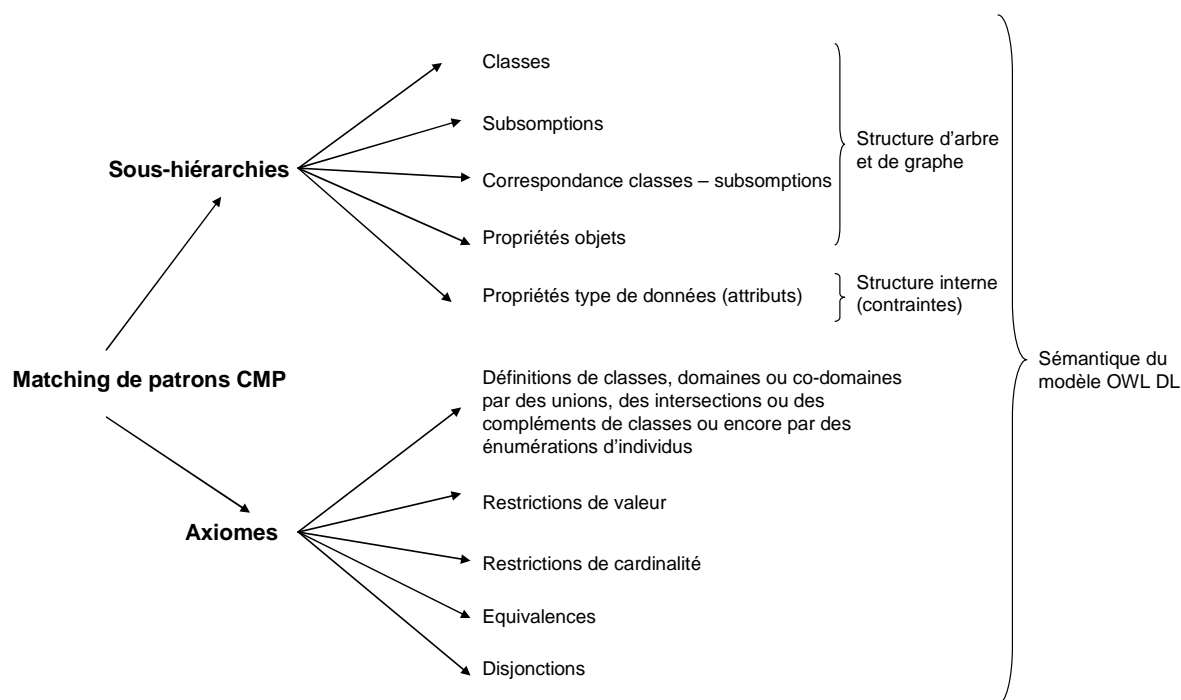 Classes
Subsomptions
Sous-hiérarchies
Correspondance classes – subsomptions
Propriétés objets
Propriétés type de données (attributs)
Structure d'arbre
et de graphe
Structure interne
(contraintes)
Matching de patrons CMP
Définitions de classes, domaines ou co-domaines
par des unions, des intersections ou des
compléments de classes ou encore par des
énumérations d'individus
Restrictions de valeur
Axiomes
Restrictions de cardinalité
Equivalences
Disjonctions
Sémantique du
modèle OWL DL